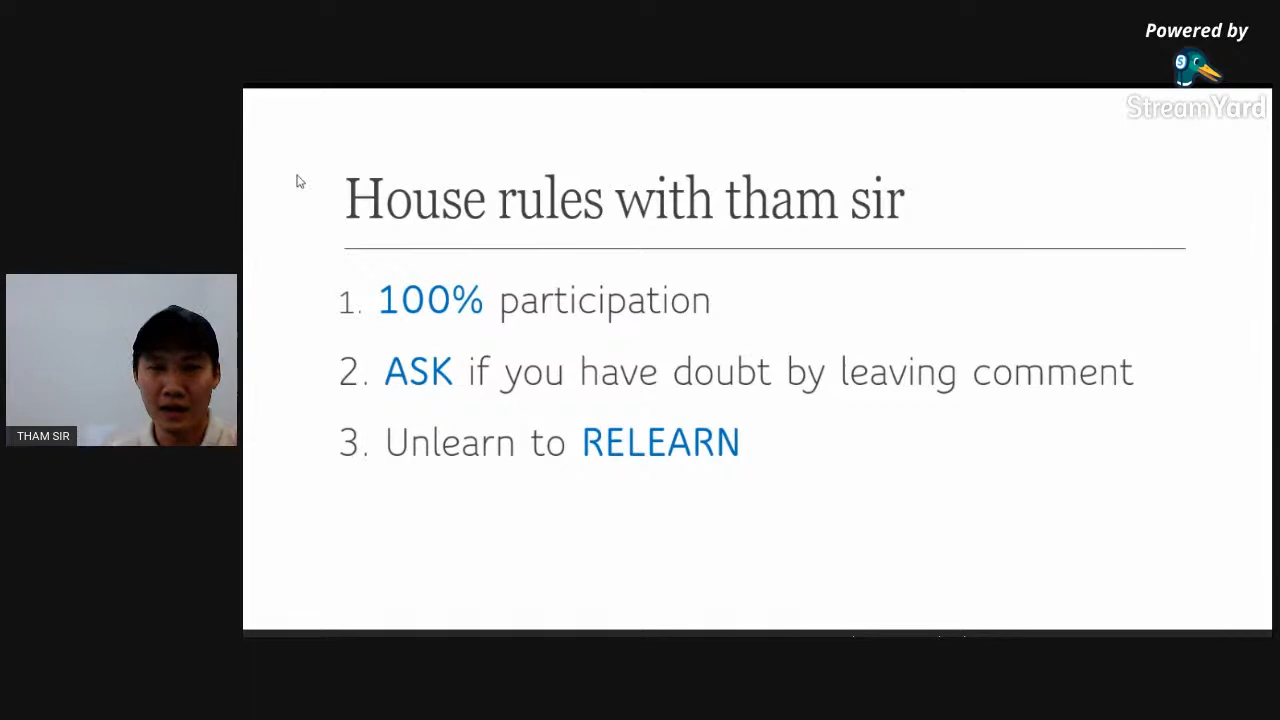 Powered by
StreamYard
House rules with tham sir
1. 100% participation
2. ASK if you have doubt by leaving comment
3. Unlearn to RELEARN
THAM SIR